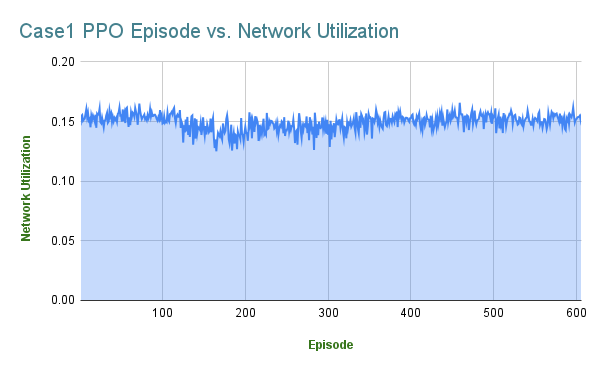 Case1 PPO Episode vs. Network Utilization
0.20
0.15
0.10
0.05
0.00
Network Utilization
100 200 300 400 500 600
Episode